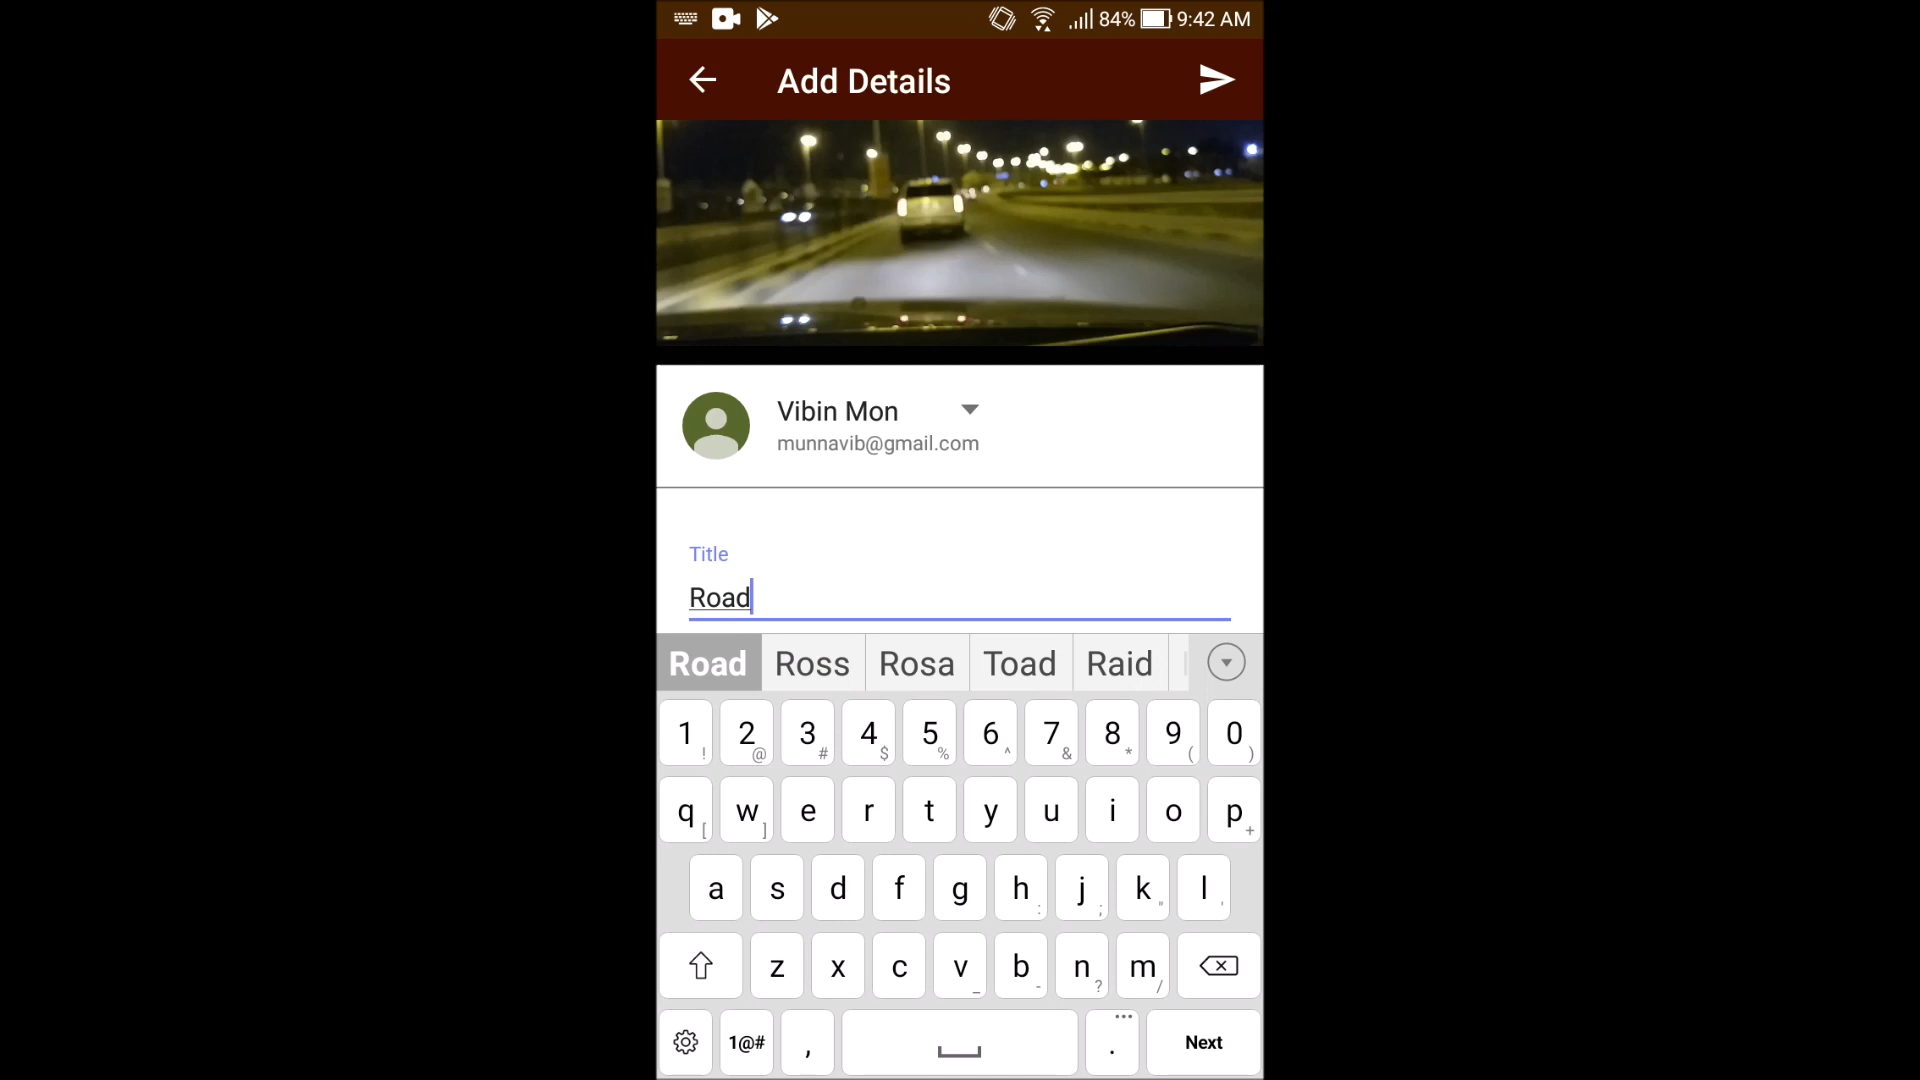 84% 9:42 AM
Add Details
Vibin Mon
munnavib@gmail.com
Title
Road
Road Ross Rosa Toad Raid
1 ! 2 @ 3 # 4 $ 5 % 6 ^ 7 & 8 * 9 ( 0 )
q [ w ] e r t y u i o p +
a s d f g h : j ; k " l '
z x c v _ b - n ? m /
1@# , . ... Next